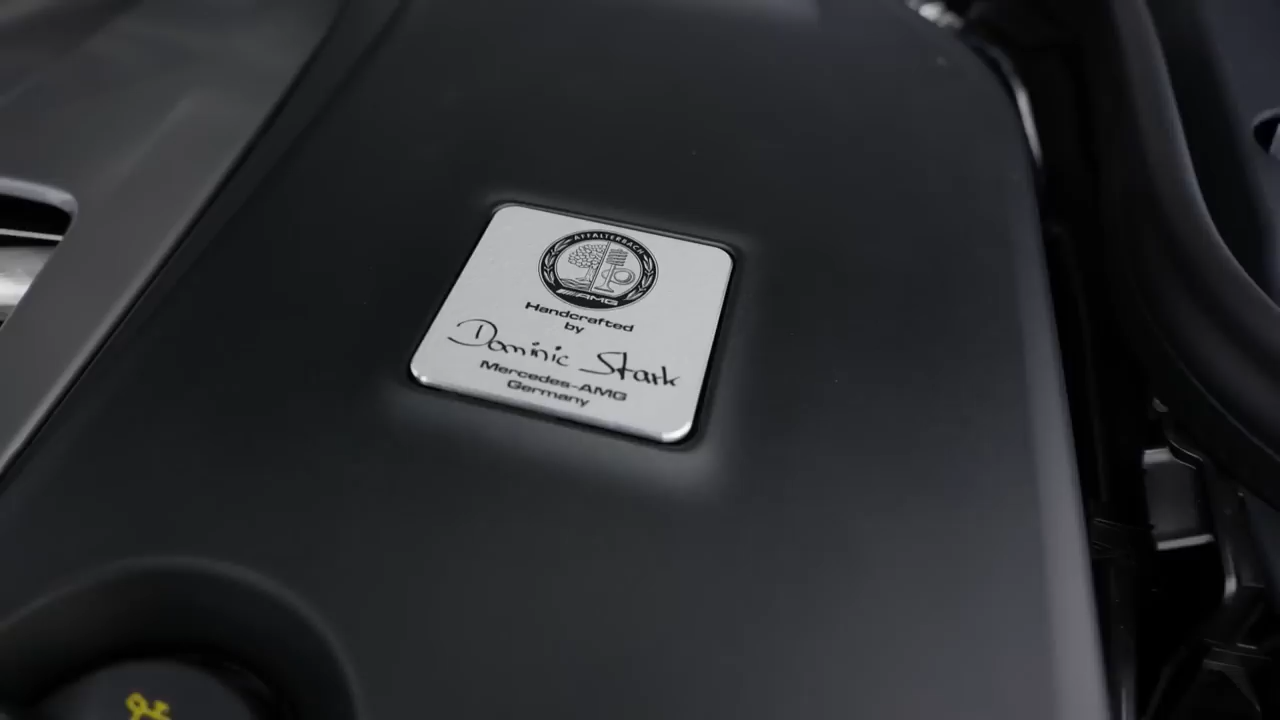 AFFALTERBACH
AMG
Handcrafted
by
Dominic Stark
Mercedes-AMG
Germany